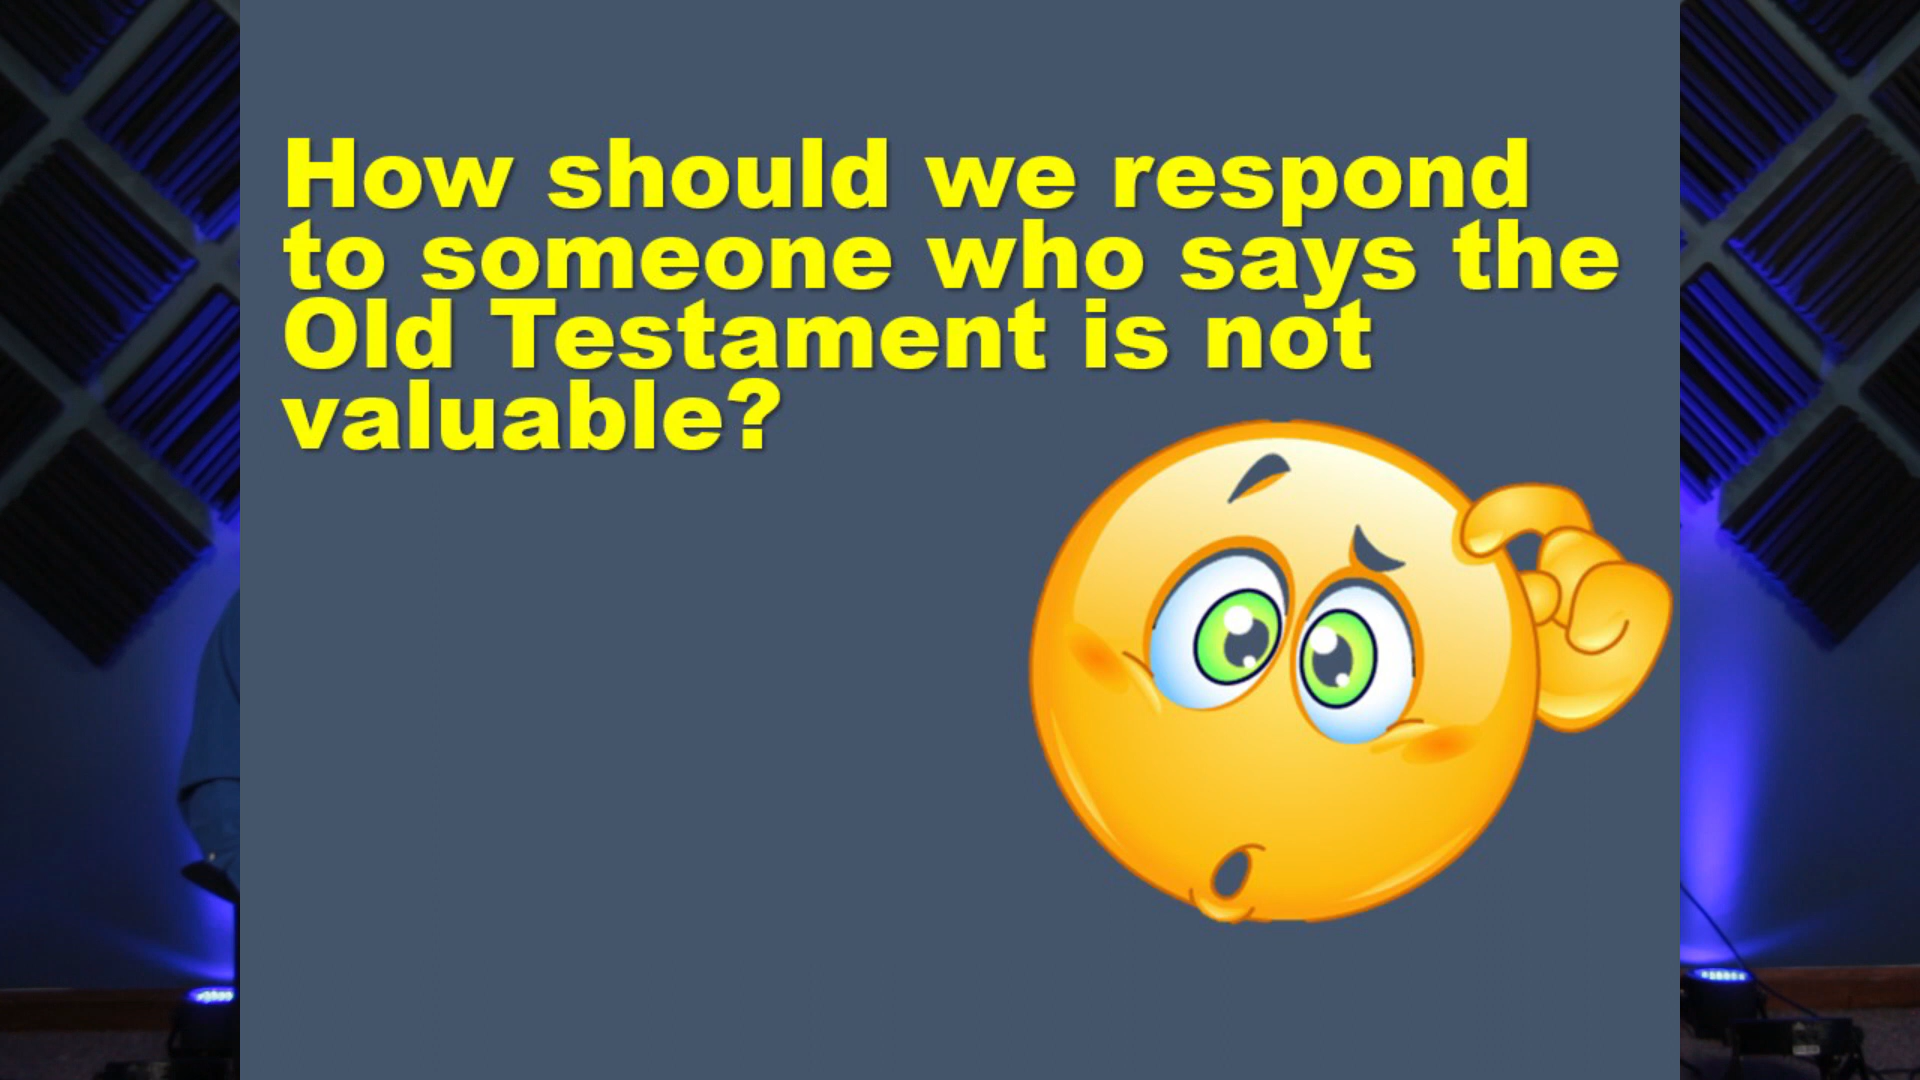 How should we respond
to someone who says the
Old Testament is not
valuable?